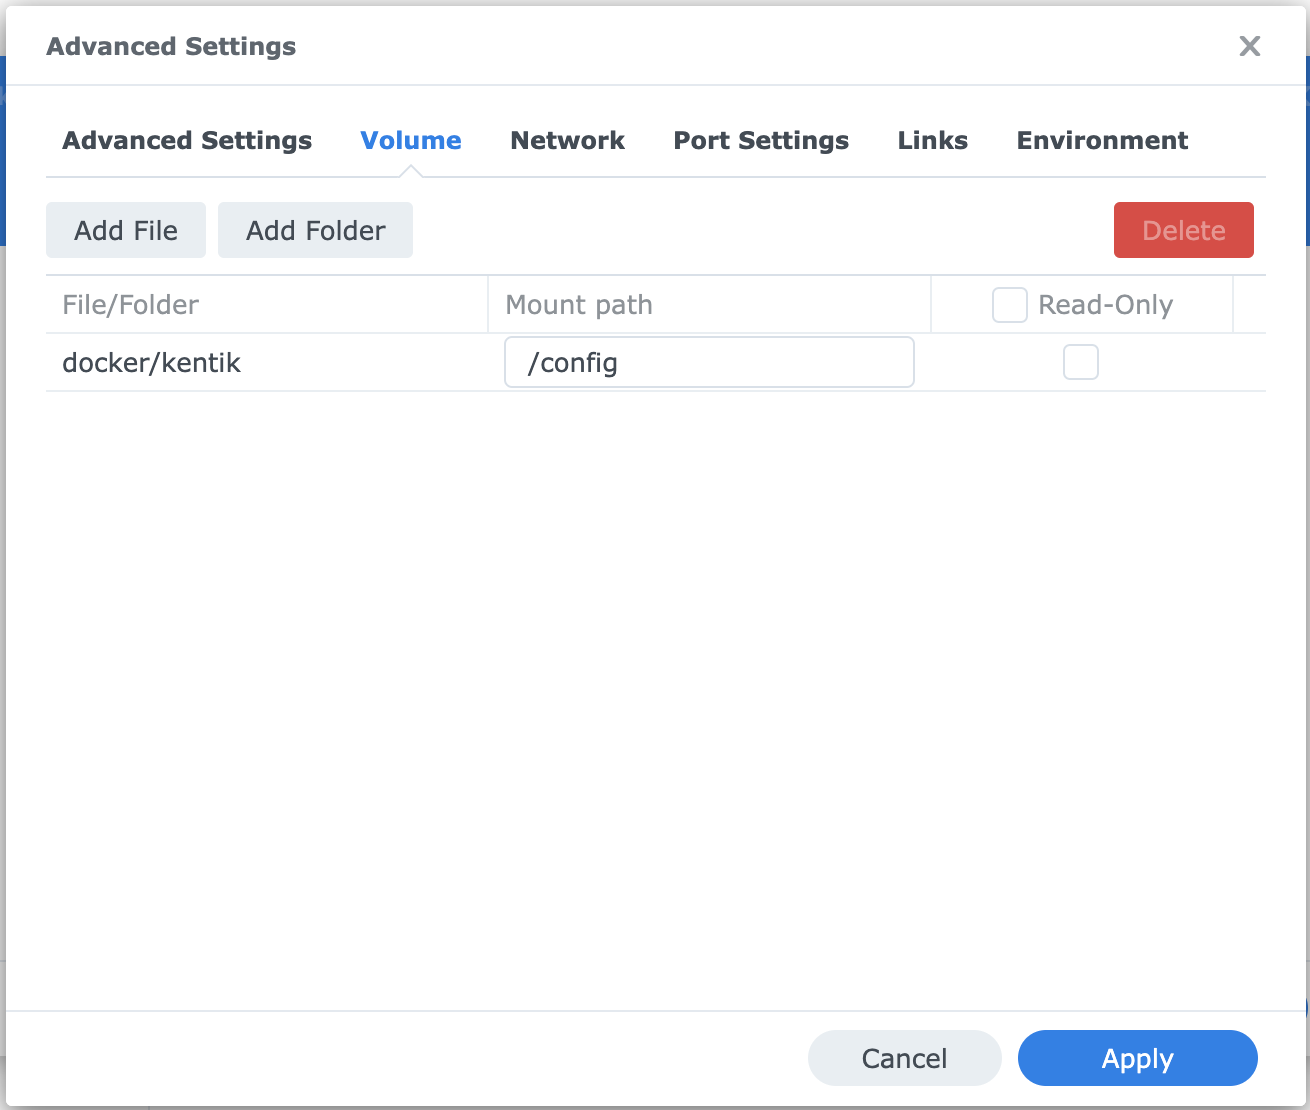 Advanced Settings
Advanced Settings Volume Network Port Settings Links Environment
Add File Add Folder Delete
File/Folder Mount path Read-Only
docker/kentik /config
Cancel Apply